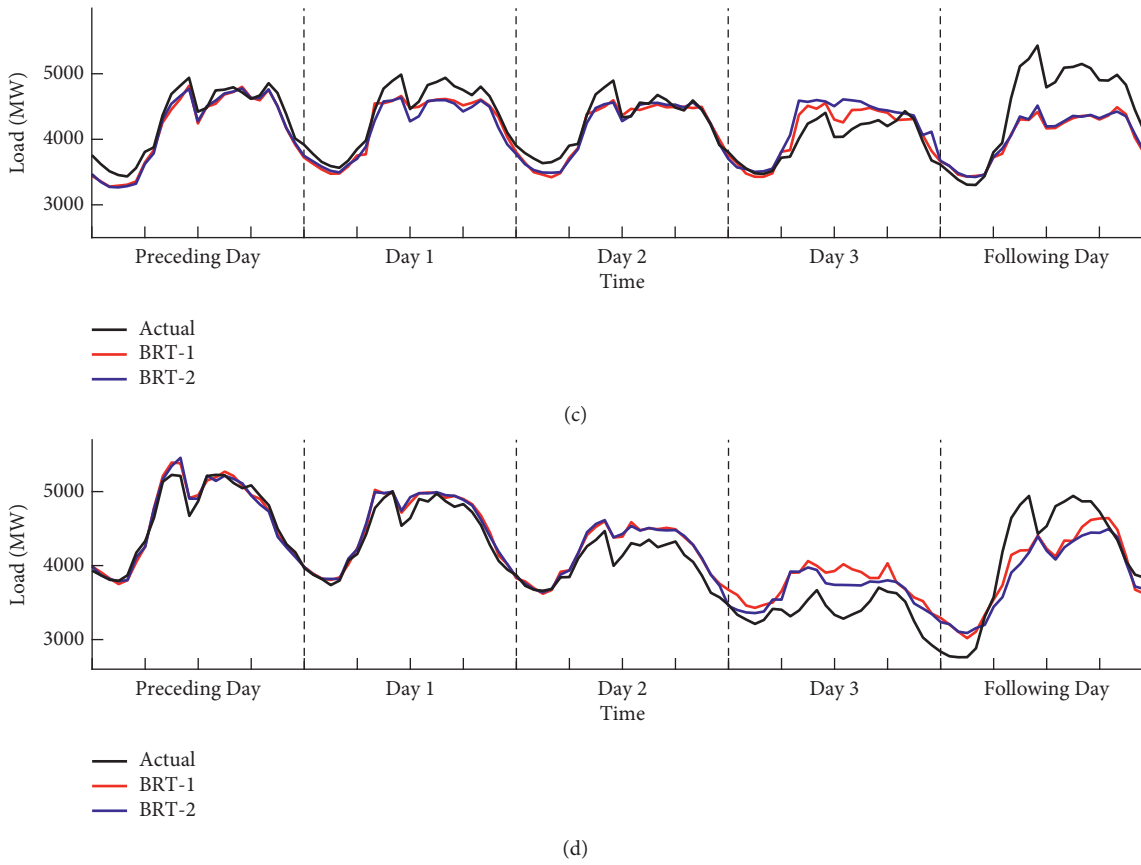 5000
4000
3000
Load (MW)
Preceding Day Day 1 Day 2 Day 3 Following Day
Time
Actual
BRT-1
BRT-2
(c)
5000
4000
3000
Load (MW)
Preceding Day Day 1 Day 2 Day 3 Following Day
Time
Actual
BRT-1
BRT-2
(d)